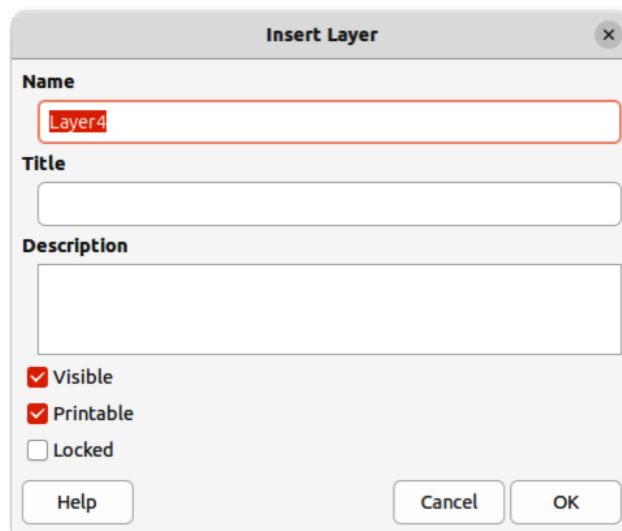 Insert Layer
Name
Layer4
Title
Description
Visible
Printable
Locked
Help Cancel OK